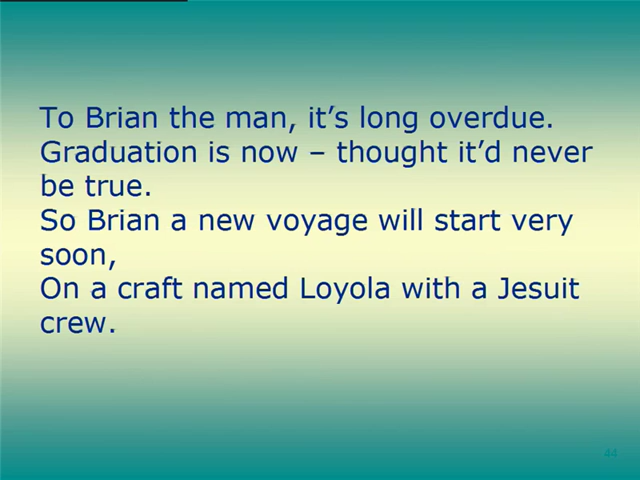 To Brian the man, it’s long overdue.
Graduation is now – thought it’d never
be true.
So Brian a new voyage will start very
soon,
On a craft named Loyola with a Jesuit
crew.
44